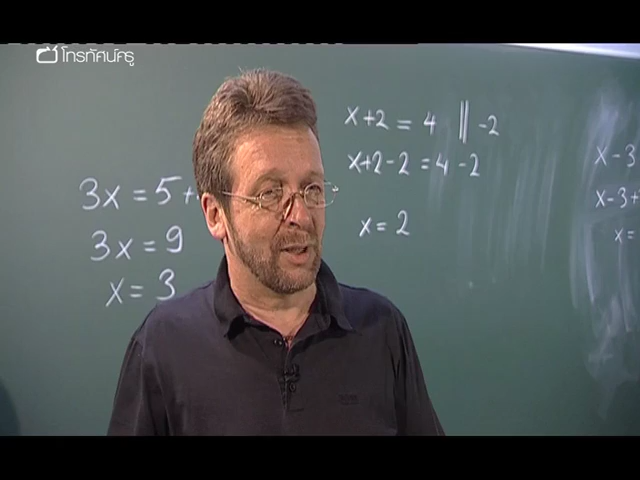 โทรทัศน์ครู
3x = 5+
3x = 9
x = 3
x+2 = 4 || -2
x+2-2 = 4-2
x = 2
x-3
x-3+
x =